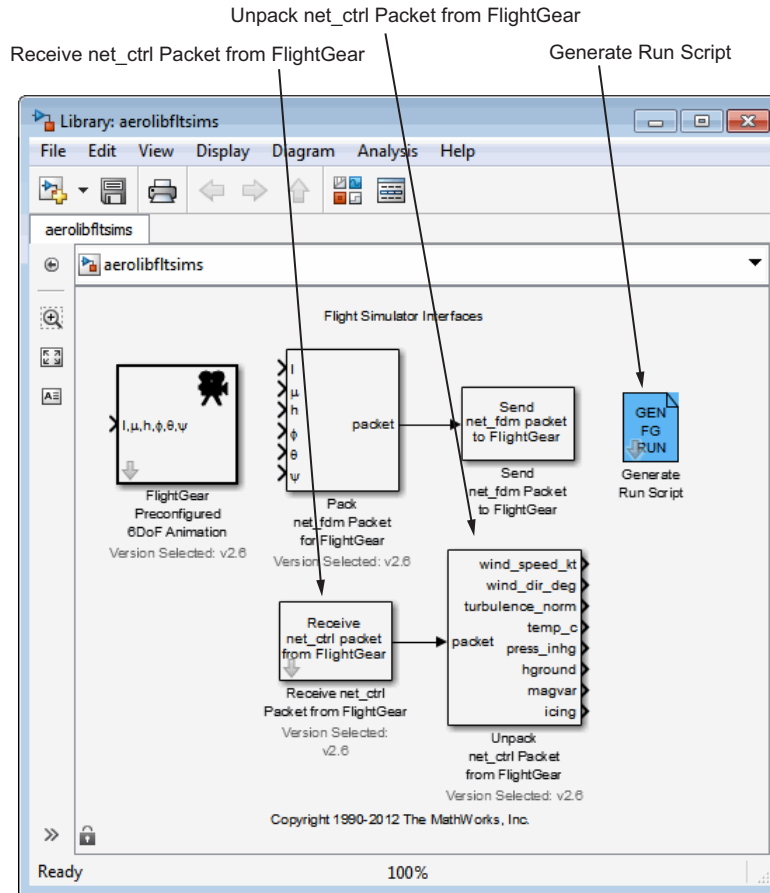 Unpack net_ctrl Packet from FlightGear
Receive net_ctrl Packet from FlightGear
Generate Run Script
Library: aerolibfltsims
File Edit View Display Diagram Analysis Help
aerolibfltsims
aerolibfltsims
Flight Simulator Interfaces
l,μ,h,ϕ,θ,ψ
FlightGear
Preconfigured
6DoF Animation
Version Selected: v2.6
l
μ
h
ϕ
θ
ψ
packet
Pack
net_fdm Packet
for FlightGear
Version Selected: v2.6
Send
net_fdm packet
to FlightGear
Send
net_fdm Packet
to FlightGear
GEN
FG
RUN
Generate
Run Script
Receive
net_ctrl packet
from FlightGear
Receive net_ctrl
Packet from FlightGear
Version Selected:
v2.6
packet
wind_speed_kt
wind_dir_deg
turbulence_norm
temp_c
press_inhg
hground
magvar
icing
Unpack
net_ctrl Packet
from FlightGear
Version Selected: v2.6
Copyright 1990-2012 The MathWorks, Inc.
Ready 100%